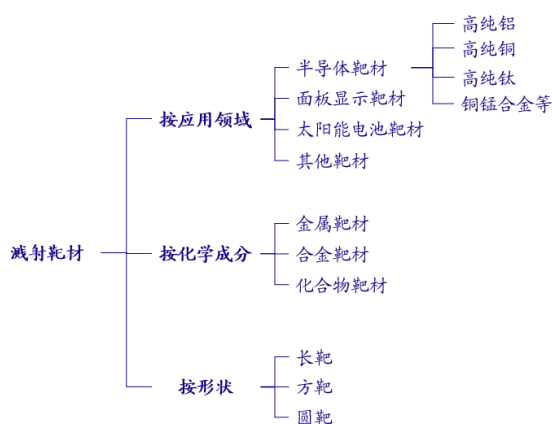 溅射靶材
按应用领域
半导体靶材
高纯铝
高纯铜
高纯钛
铜锰合金等
面板显示靶材
太阳能电池靶材
其他靶材
按化学成分
金属靶材
合金靶材
化合物靶材
按形状
长靶
方靶
圆靶